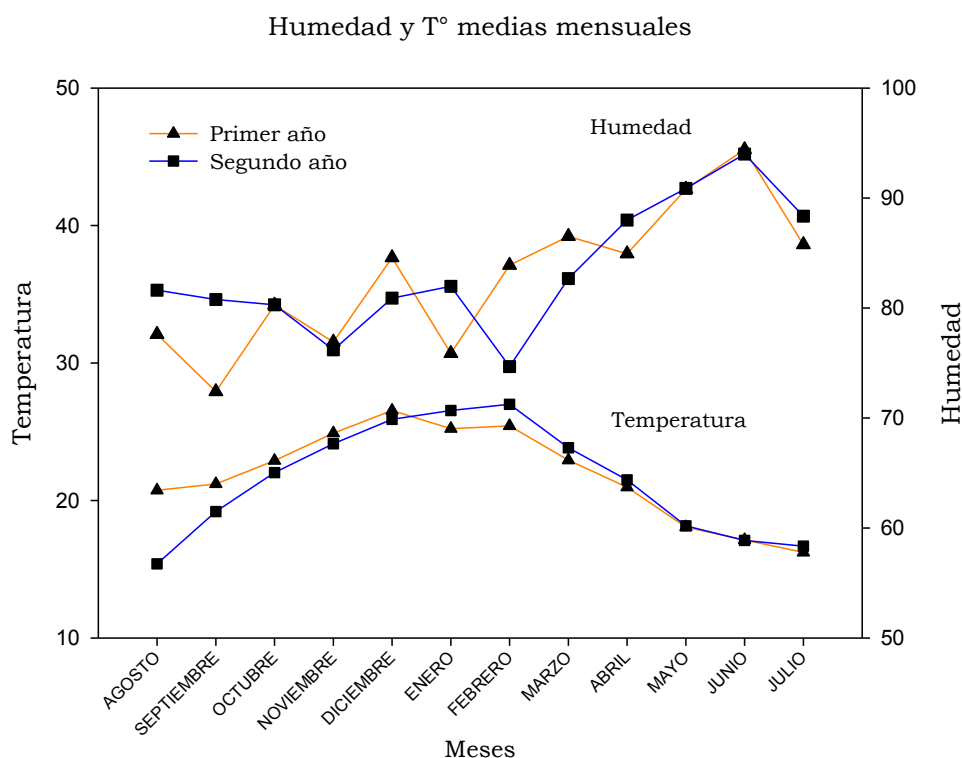 Humedad y T° medias mensuales
50
40
30
20
10
Temperatura
100
90
80
70
60
50
Humedad
Primer año
Segundo año
Humedad
Temperatura
AGOSTO
SEPTIEMBRE
OCTUBRE
NOVIEMBRE
DICIEMBRE
ENERO
FEBRERO
MARZO
ABRIL
MAYO
JUNIO
JULIO
Meses